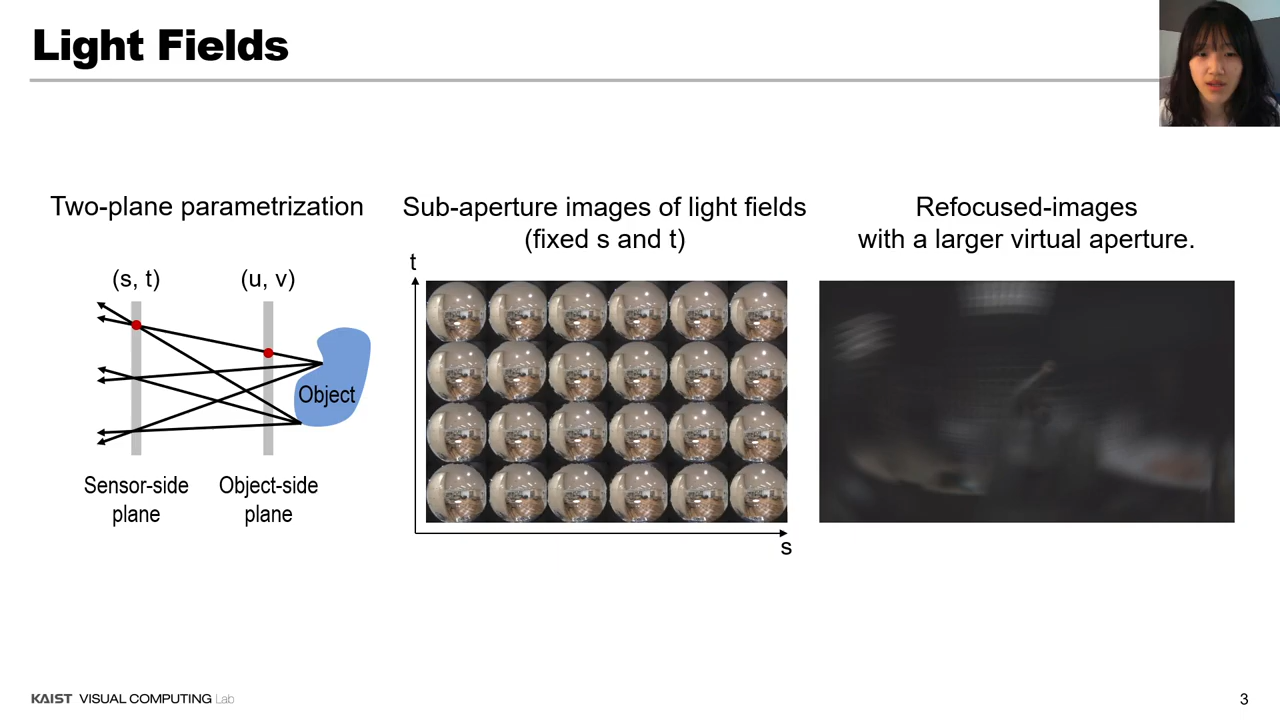 Light Fields
Two-plane parametrization
(s, t)
(u, v)
Object
Sensor-side
plane
Object-side
plane
Sub-aperture images of light fields
(fixed s and t)
t
s
Refocused-images
with a larger virtual aperture.
KAIST VISUAL COMPUTING Lab
3